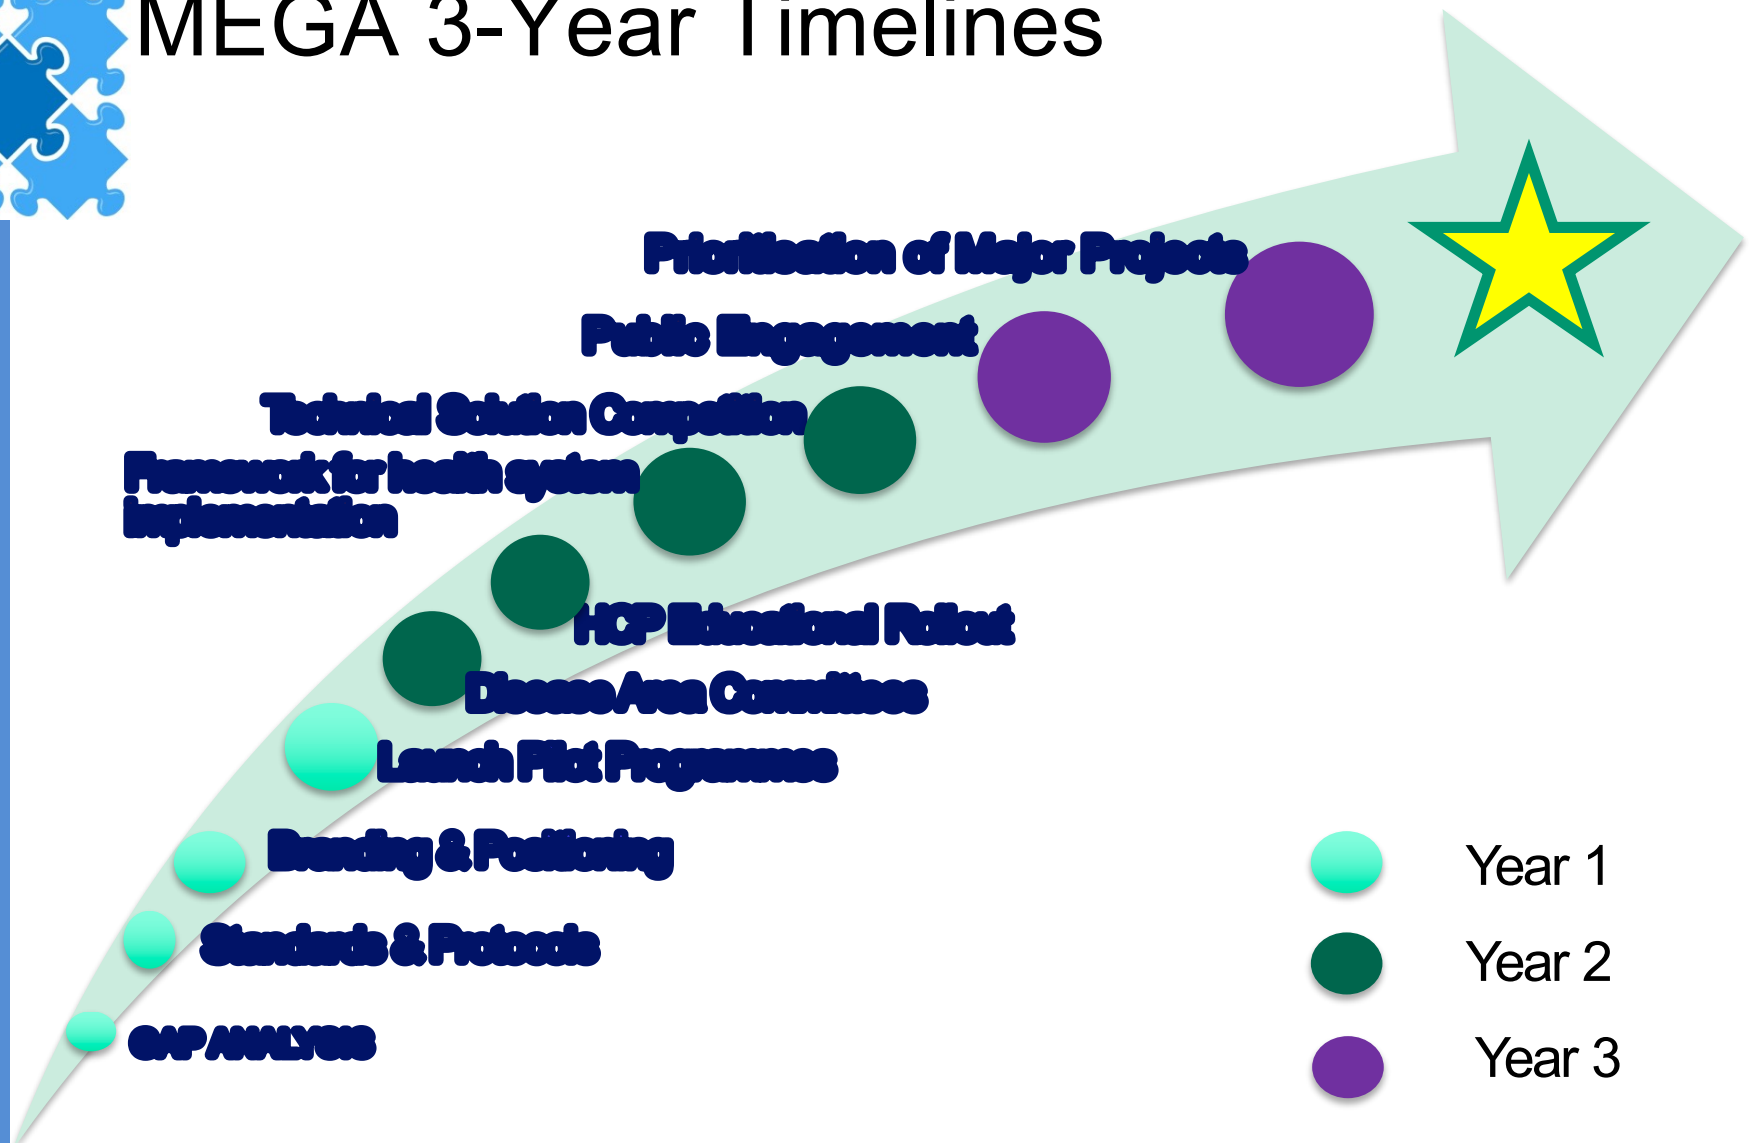 MEGA 3-Year Timelines
Prioritisation of Major Projects
Public Engagement
Technical Solution Competition
Framework for health system
implementation
HCP Educational Rollout
Disease Area Committees
Launch Pilot Programmes
Branding & Positioning
Standards & Protocols
GAP ANALYSIS
Year 1
Year 2
Year 3